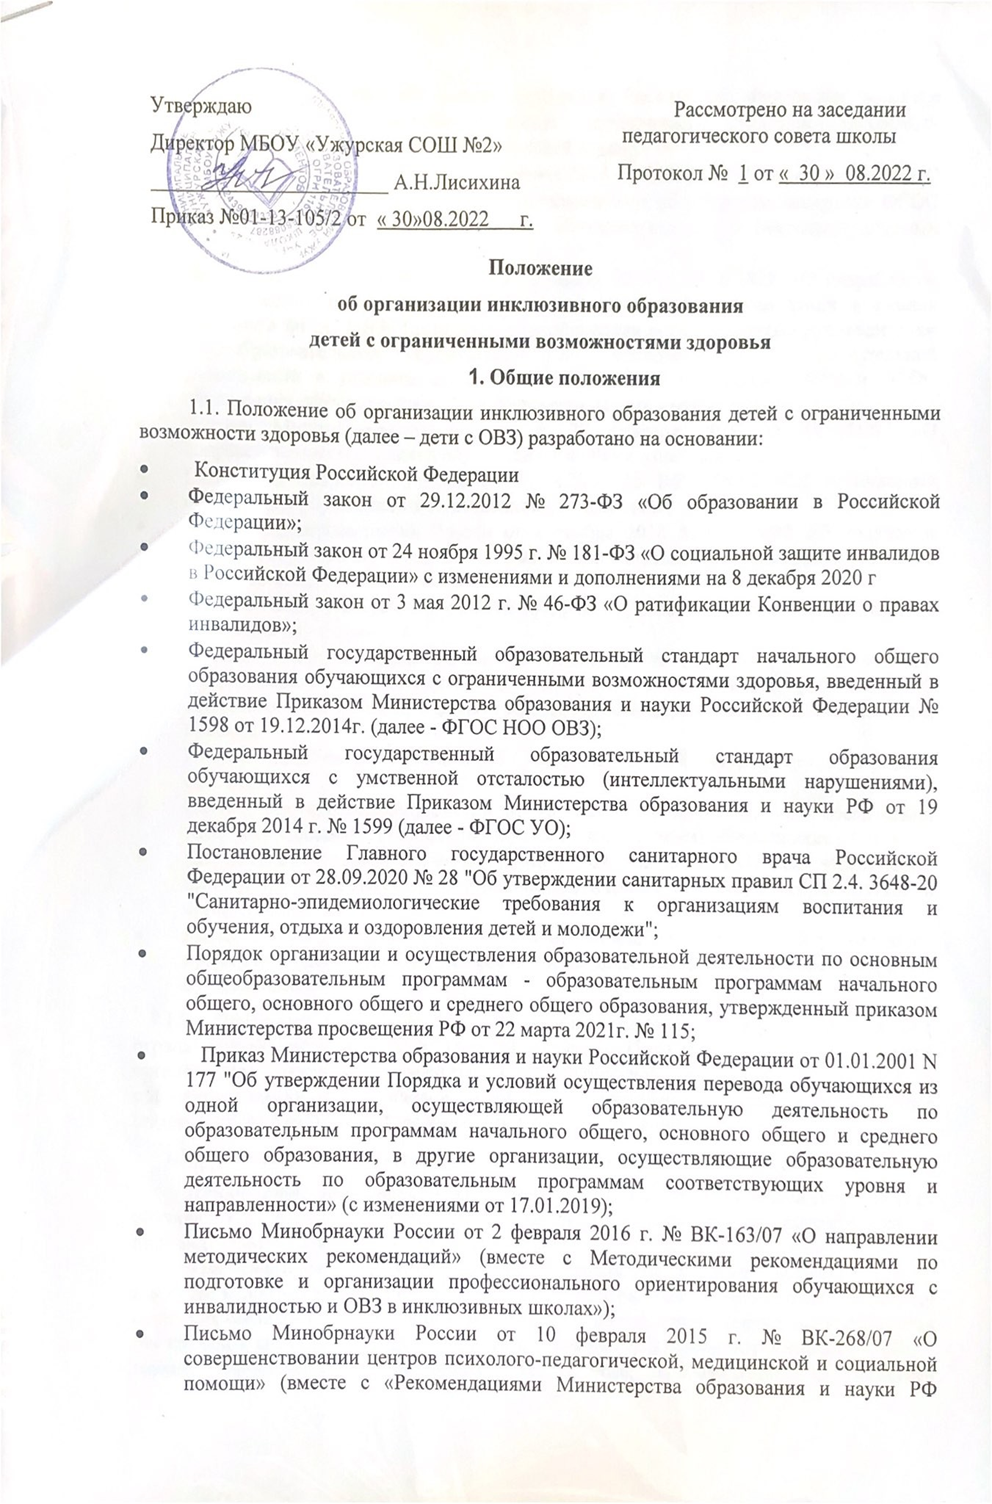 Утверждаю
Директор МБОУ «Ужурская СОШ №2»
А.Н.Лисихина
Приказ №01-13-105/2 от « 30»08.2022 г.
Рассмотрено на заседании
педагогического совета школы
Протокол № 1 от « 30 » 08.2022 г.
Положение
об организации инклюзивного образования
детей с ограниченными возможностями здоровья
1. Общие положения
1.1. Положение об организации инклюзивного образования детей с ограниченными
возможности здоровья (далее – дети с ОВЗ) разработано на основании:
• Конституция Российской Федерации
• Федеральный закон от 29.12.2012 № 273-ФЗ «Об образовании в Российской
Федерации»;
• Федеральный закон от 24 ноября 1995 г. № 181-ФЗ «О социальной защите инвалидов
в Российской Федерации» с изменениями и дополнениями на 8 декабря 2020 г
• Федеральный закон от 3 мая 2012 г. № 46-ФЗ «О ратификации Конвенции о правах
инвалидов»;
• Федеральный государственный образовательный стандарт начального общего
образования обучающихся с ограниченными возможностями здоровья, введенный в
действие Приказом Министерства образования и науки Российской Федерации №
1598 от 19.12.2014г. (далее - ФГОС НОО ОВЗ);
• Федеральный государственный образовательный стандарт образования
обучающихся с умственной отсталостью (интеллектуальными нарушениями),
введенный в действие Приказом Министерства образования и науки РФ от 19
декабря 2014 г. № 1599 (далее - ФГОС УО);
• Постановление Главного государственного санитарного врача Российской
Федерации от 28.09.2020 № 28 "Об утверждении санитарных правил СП 2.4. 3648-20
"Санитарно-эпидемиологические требования к организациям воспитания и
обучения, отдыха и оздоровления детей и молодежи";
• Порядок организации и осуществления образовательной деятельности по основным
общеобразовательным программам - образовательным программам начального
общего, основного общего и среднего общего образования, утвержденный приказом
Министерства просвещения РФ от 22 марта 2021г. № 115;
• Приказ Министерства образования и науки Российской Федерации от 01.01.2001 N
177 "Об утверждении Порядка и условий осуществления перевода обучающихся из
одной организации, осуществляющей образовательную деятельность по
образовательным программам начального общего, основного общего и среднего
общего образования, в другие организации, осуществляющие образовательную
деятельность по образовательным программам соответствующих уровня и
направленности» (с изменениями от 17.01.2019);
• Письмо Минобрнауки России от 2 февраля 2016 г. № ВК-163/07 «О направлении
методических рекомендаций» (вместе с Методическими рекомендациями по
подготовке и организации профессионального ориентирования обучающихся с
инвалидностью и ОВЗ в инклюзивных школах»);
• Письмо Минобрнауки России от 10 февраля 2015 г. № ВК-268/07 «О
совершенствовании центров психолого-педагогической, медицинской и социальной
помощи» (вместе с «Рекомендациями Министерства образования и науки РФ